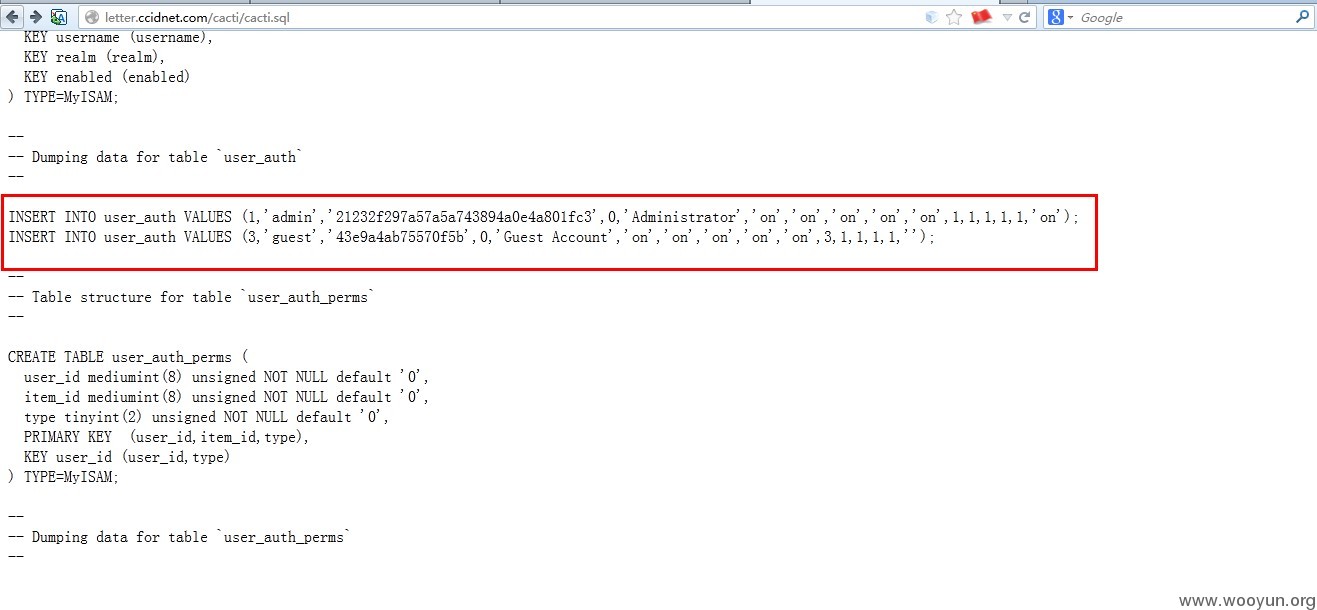 letter.ccidnet.com/cacti/cacti.sql
Google
KEY username (username),
KEY realm (realm),
KEY enabled (enabled)
) TYPE=MyISAM;
--
-- Dumping data for table `user_auth`
--
INSERT INTO user_auth VALUES (1,'admin','21232f297a57a5a743894a0e4a801fc3',0,'Administrator','on','on','on','on','on',1,1,1,1,1,'on');
INSERT INTO user_auth VALUES (3,'guest','43e9a4ab75570f5b',0,'Guest Account','on','on','on','on','on',3,1,1,1,1,'');
--
-- Table structure for table `user_auth_perms`
--
CREATE TABLE user_auth_perms (
user_id mediumint(8) unsigned NOT NULL default '0',
item_id mediumint(8) unsigned NOT NULL default '0',
type tinyint(2) unsigned NOT NULL default '0',
PRIMARY KEY  (user_id,item_id,type),
KEY user_id (user_id,type)
) TYPE=MyISAM;
--
-- Dumping data for table `user_auth_perms`
--
www.wooyun.org